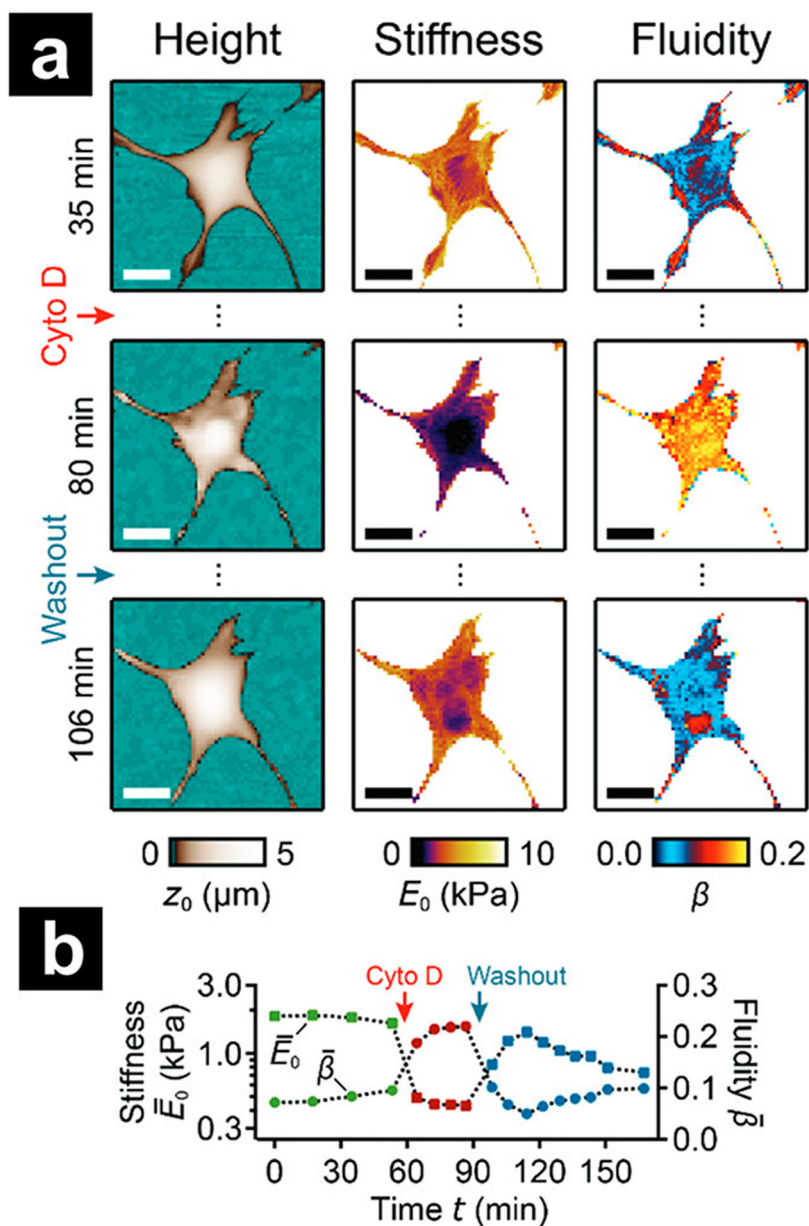 a
Height Stiffness Fluidity
35 min
Cyto D
80 min
Washout
106 min
0 5
z₀ (µm)
0 10
E₀ (kPa)
0.0 0.2
β
b
Cyto D
Washout
3.0
1.0
0.3
Stiffness
E̿₀ (kPa)
E̅₀
β̅
0.3
0.2
0.1
0.0
Fluidity β̅
0 30 60 90 120 150
Time t (min)